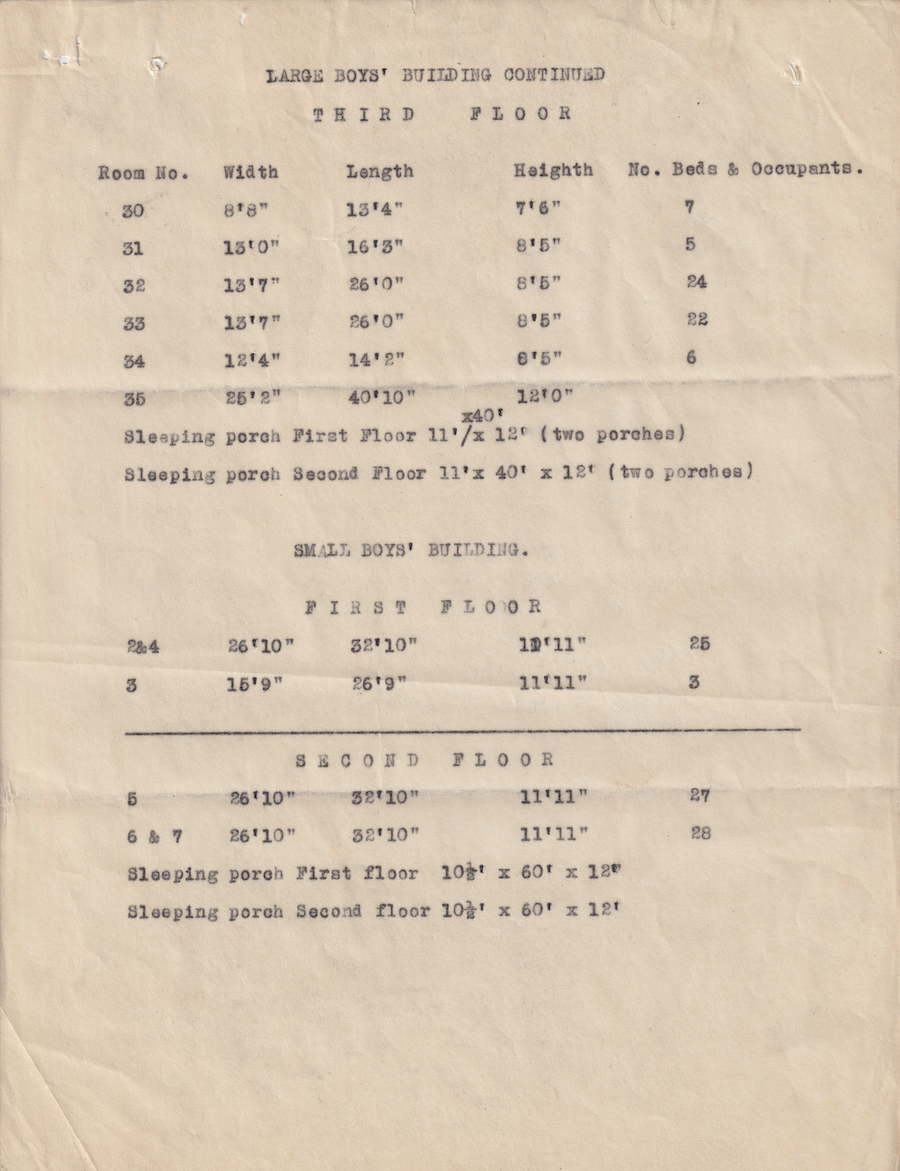 LARGE BOYS' BUILDING CONTINUED
THIRD FLOOR
Room No. Width Length Heighth No. Beds & Occupants.
30 8'8" 13'4" 7'6" 7
31 13'0" 16'3" 8'5" 5
32 13'7" 26'0" 8'5" 24
33 13'7" 26'0" 8'5" 22
34 12'4" 14'2" 8'5" 6
35 25'2" 40'10" 12'0"
x40'
Sleeping porch First Floor 11'/x 12' (two porches)
Sleeping porch Second Floor 11'x 40' x 12' (two porches)
SMALL BOYS' BUILDING.
FIRST FLOOR
2&4 26'10" 32'10" 11'11" 25
3 15'9" 26'9" 11'11" 3
SECOND FLOOR
5 26'10" 32'10" 11'11" 27
6 & 7 26'10" 32'10" 11'11" 28
Sleeping porch First floor 10½' x 60' x 12'
Sleeping porch Second floor 10½' x 60' x 12'